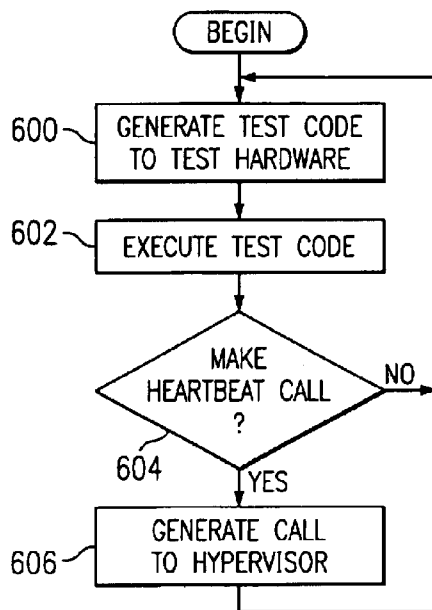 BEGIN
600
GENERATE TEST CODE
TO TEST HARDWARE
602
EXECUTE TEST CODE
MAKE
HEARTBEAT CALL
?
NO
604
YES
606
GENERATE CALL
TO HYPERVISOR